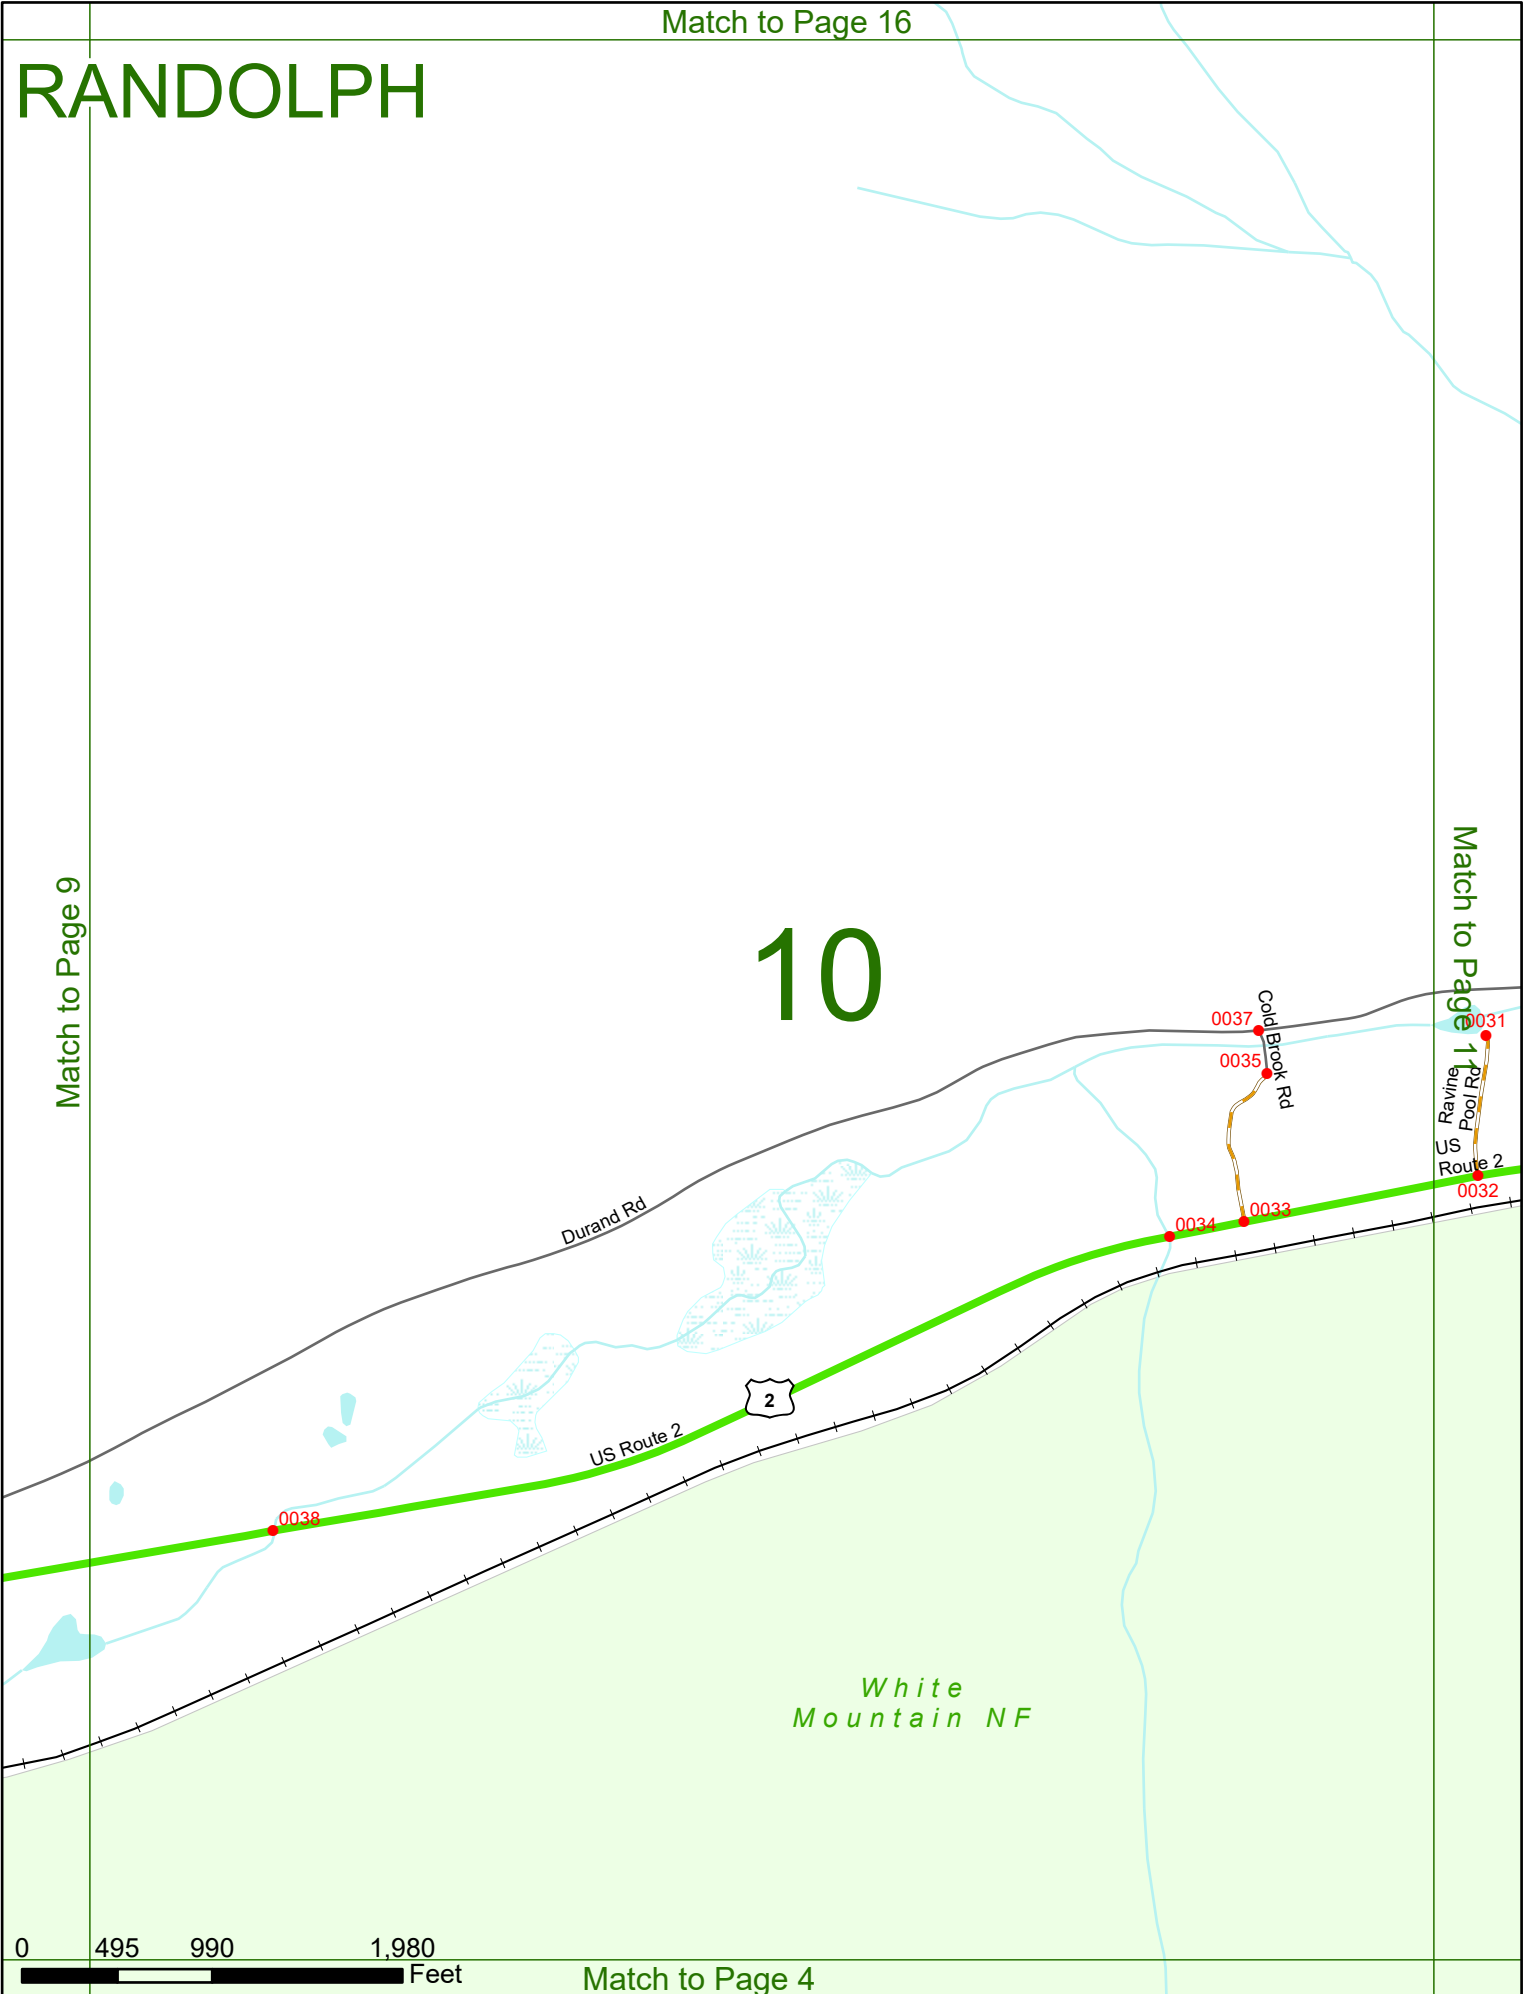 Match to Page 16
RANDOLPH
Match to Page 9
10
Match to Page 11
0037
Cold Brook Rd
0031
0035
Ravine
Pool Rd
US
Route 2
0032
0033
0034
Durand Rd
2
US Route 2
0038
White
Mountain NF
0 495 990 1,980
Feet
Match to Page 4